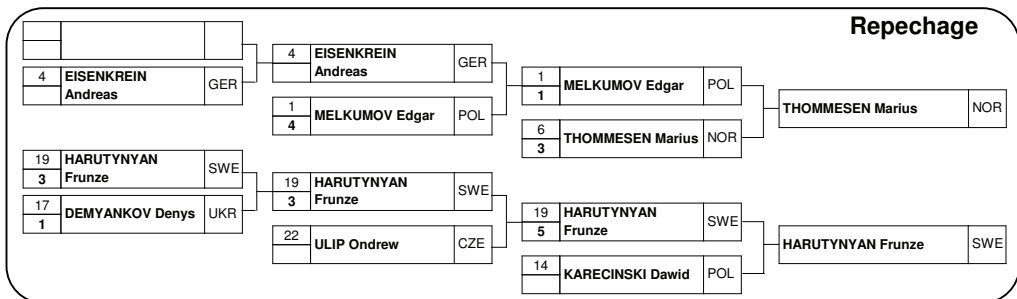 Repechage
4 EISENKREIN GER
Andreas
4 EISENKREIN GER
Andreas
1 MELKUMOV Edgar POL
4
1 MELKUMOV Edgar POL
1
6 THOMMESEN Marius NOR
3
THOMMESEN Marius NOR
19 HARUTYNYAN SWE
3 Frunze
17 DEMYANKOV Denys UKR
1
19 HARUTYNYAN SWE
3 Frunze
22 ULIP Ondrew CZE
19 HARUTYNYAN SWE
5 Frunze
14 KARECINSKI Dawid POL
HARUTYNYAN Frunze SWE